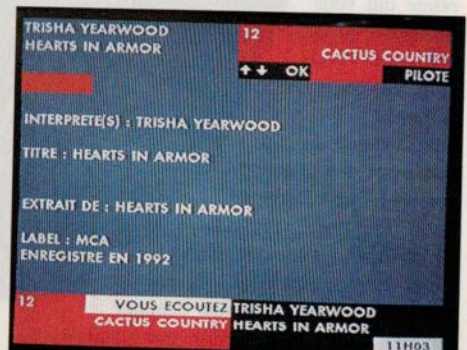 TRISHA YEARWOOD
HEARTS IN ARMOR
12
CACTUS COUNTRY
↑ ↓ OK
PILOTE
INTERPRETE(S) : TRISHA YEARWOOD
TITRE : HEARTS IN ARMOR
EXTRAIT DE : HEARTS IN ARMOR
LABEL : MCA
ENREGISTRE EN 1992
12
VOUS ECOUTEZ
CACTUS COUNTRY
TRISHA YEARWOOD
HEARTS IN ARMOR
11H03